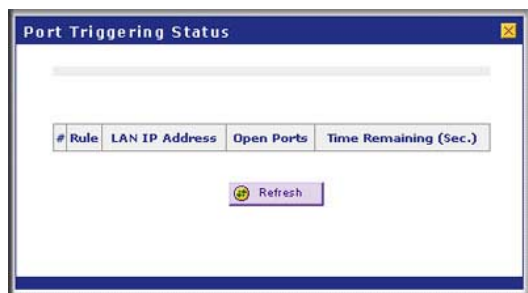 Port Triggering Status
# Rule LAN IP Address Open Ports Time Remaining (Sec.)
Refresh